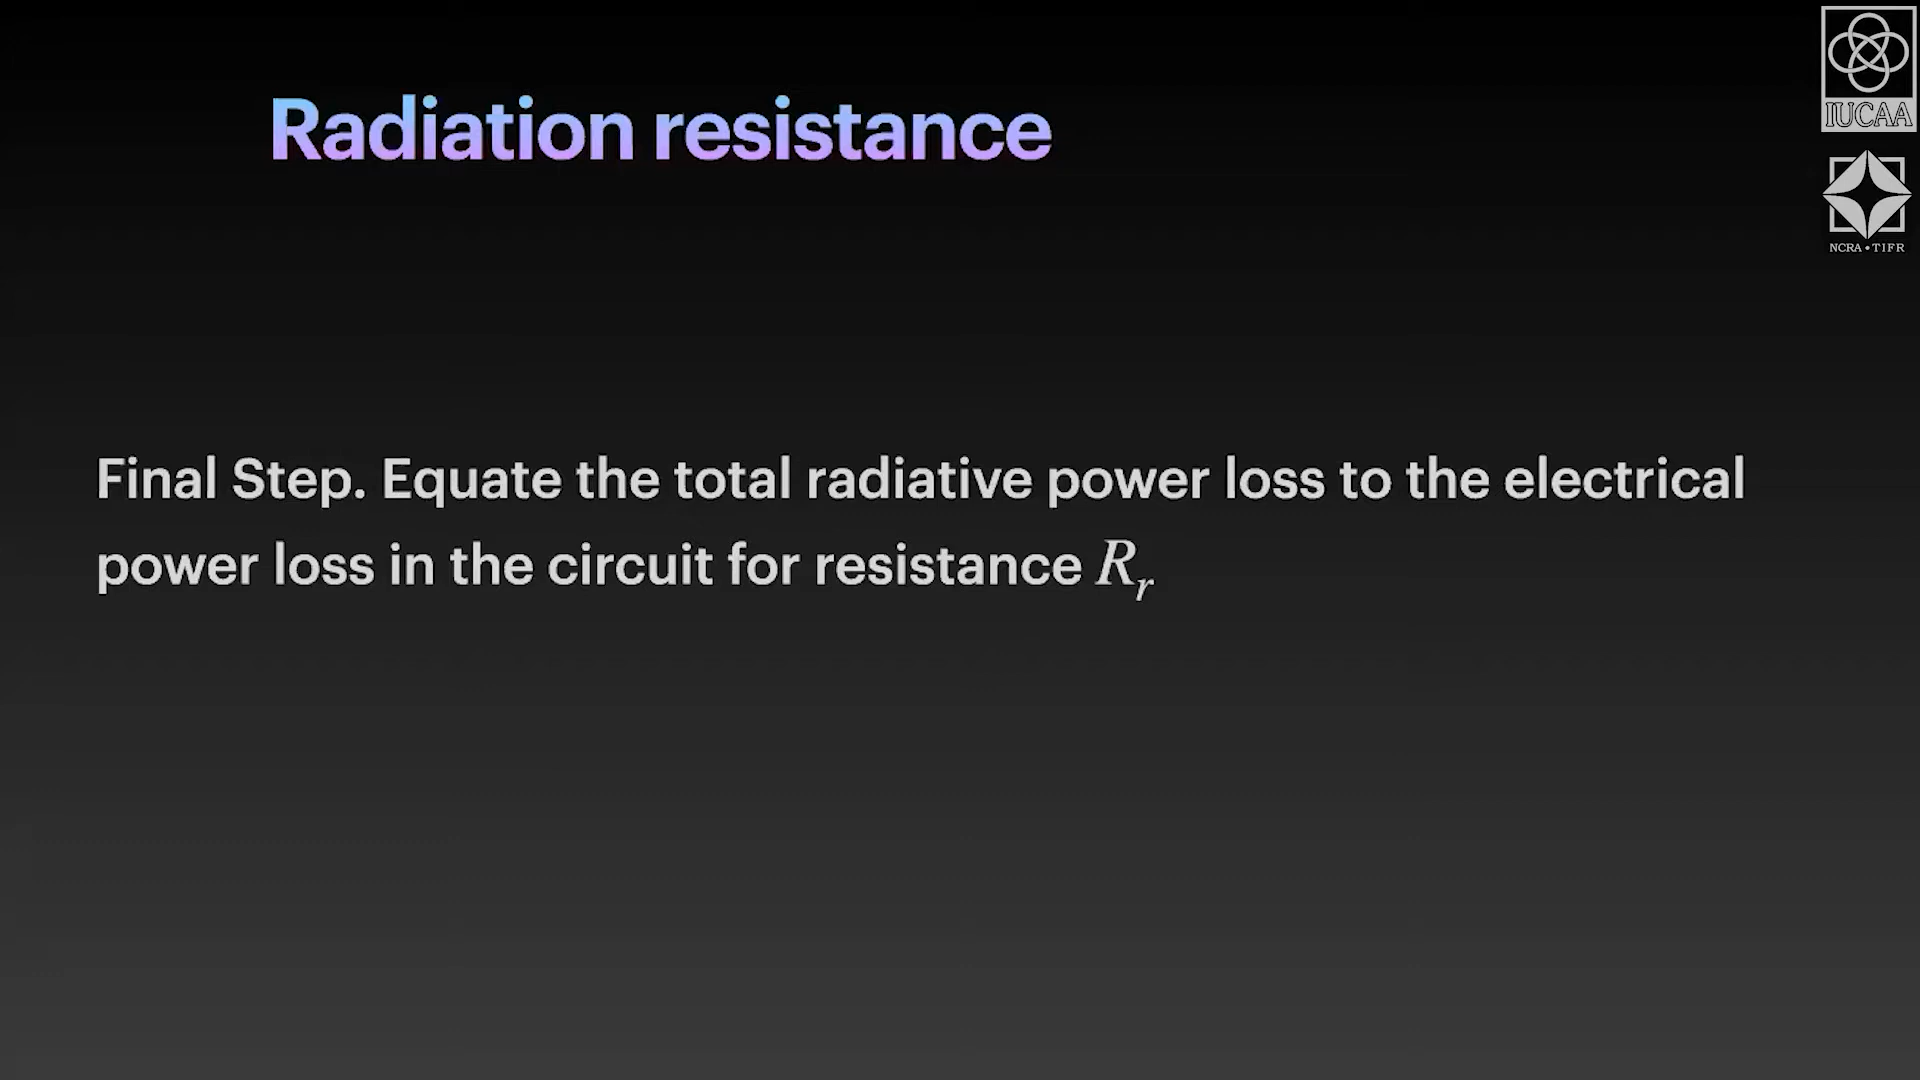 Radiation resistance
IUCAA
NCRA•TIFR
Final Step. Equate the total radiative power loss to the electrical
power loss in the circuit for resistance Rᵣ